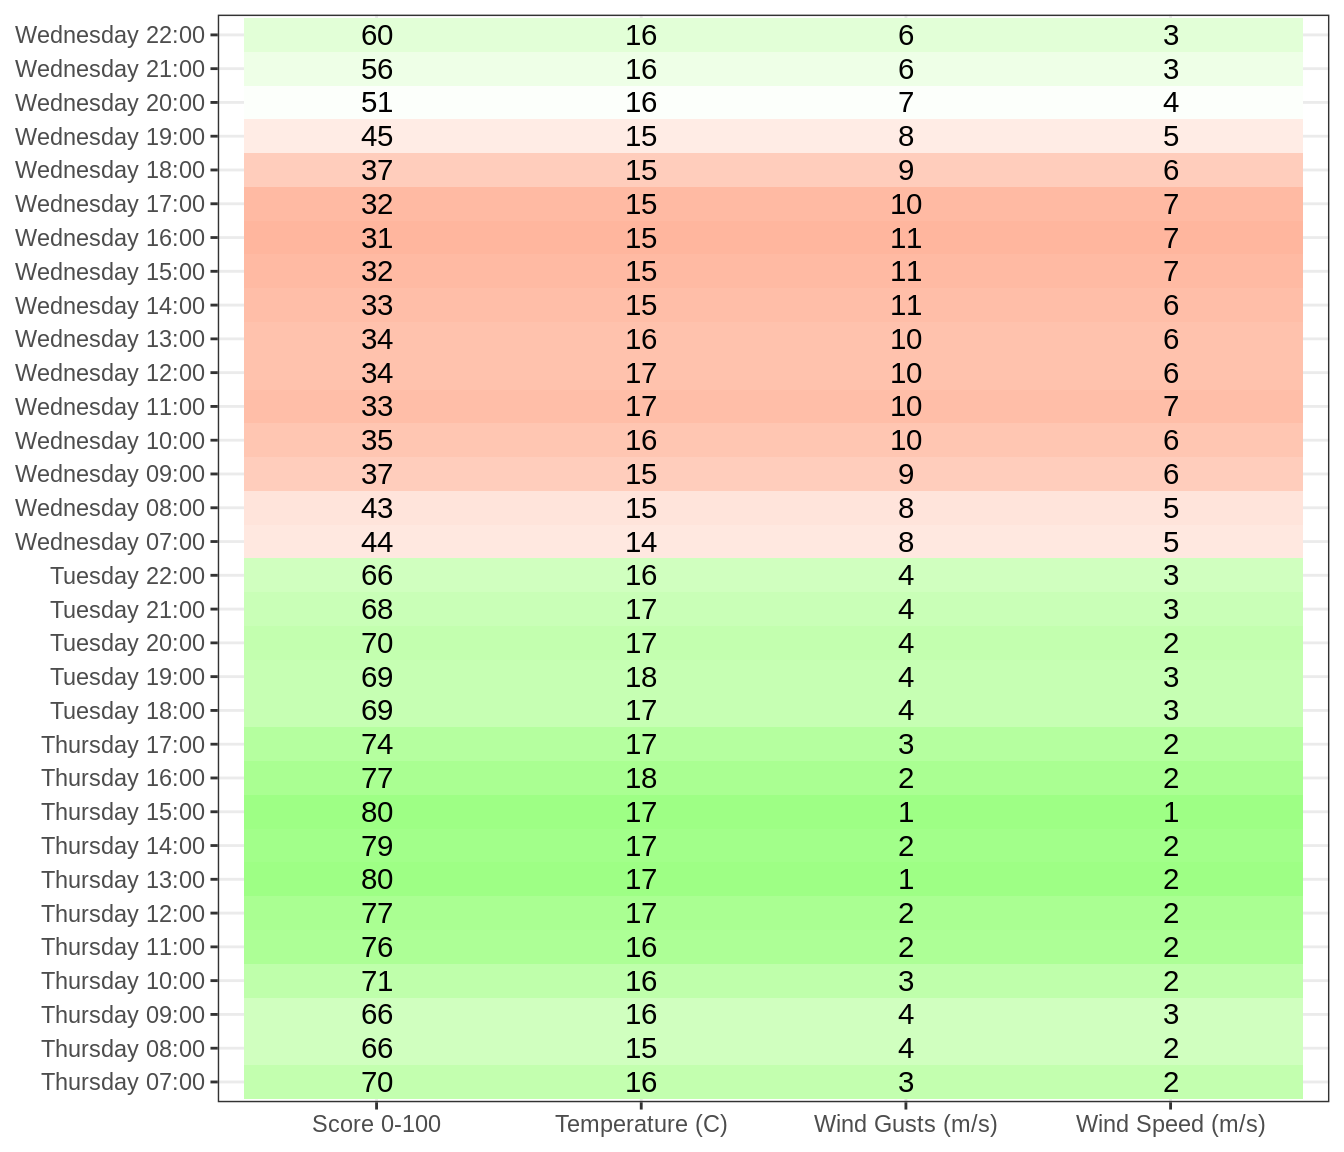 Wednesday 22:00 60 16 6 3
Wednesday 21:00 56 16 6 3
Wednesday 20:00 51 16 7 4
Wednesday 19:00 45 15 8 5
Wednesday 18:00 37 15 9 6
Wednesday 17:00 32 15 10 7
Wednesday 16:00 31 15 11 7
Wednesday 15:00 32 15 11 7
Wednesday 14:00 33 15 11 6
Wednesday 13:00 34 16 10 6
Wednesday 12:00 34 17 10 6
Wednesday 11:00 33 17 10 7
Wednesday 10:00 35 16 10 6
Wednesday 09:00 37 15 9 6
Wednesday 08:00 43 15 8 5
Wednesday 07:00 44 14 8 5
Tuesday 22:00 66 16 4 3
Tuesday 21:00 68 17 4 3
Tuesday 20:00 70 17 4 2
Tuesday 19:00 69 18 4 3
Tuesday 18:00 69 17 4 3
Thursday 17:00 74 17 3 2
Thursday 16:00 77 18 2 2
Thursday 15:00 80 17 1 1
Thursday 14:00 79 17 2 2
Thursday 13:00 80 17 1 2
Thursday 12:00 77 17 2 2
Thursday 11:00 76 16 2 2
Thursday 10:00 71 16 3 2
Thursday 09:00 66 16 4 3
Thursday 08:00 66 15 4 2
Thursday 07:00 70 16 3 2
Score 0-100 Temperature (C) Wind Gusts (m/s) Wind Speed (m/s)